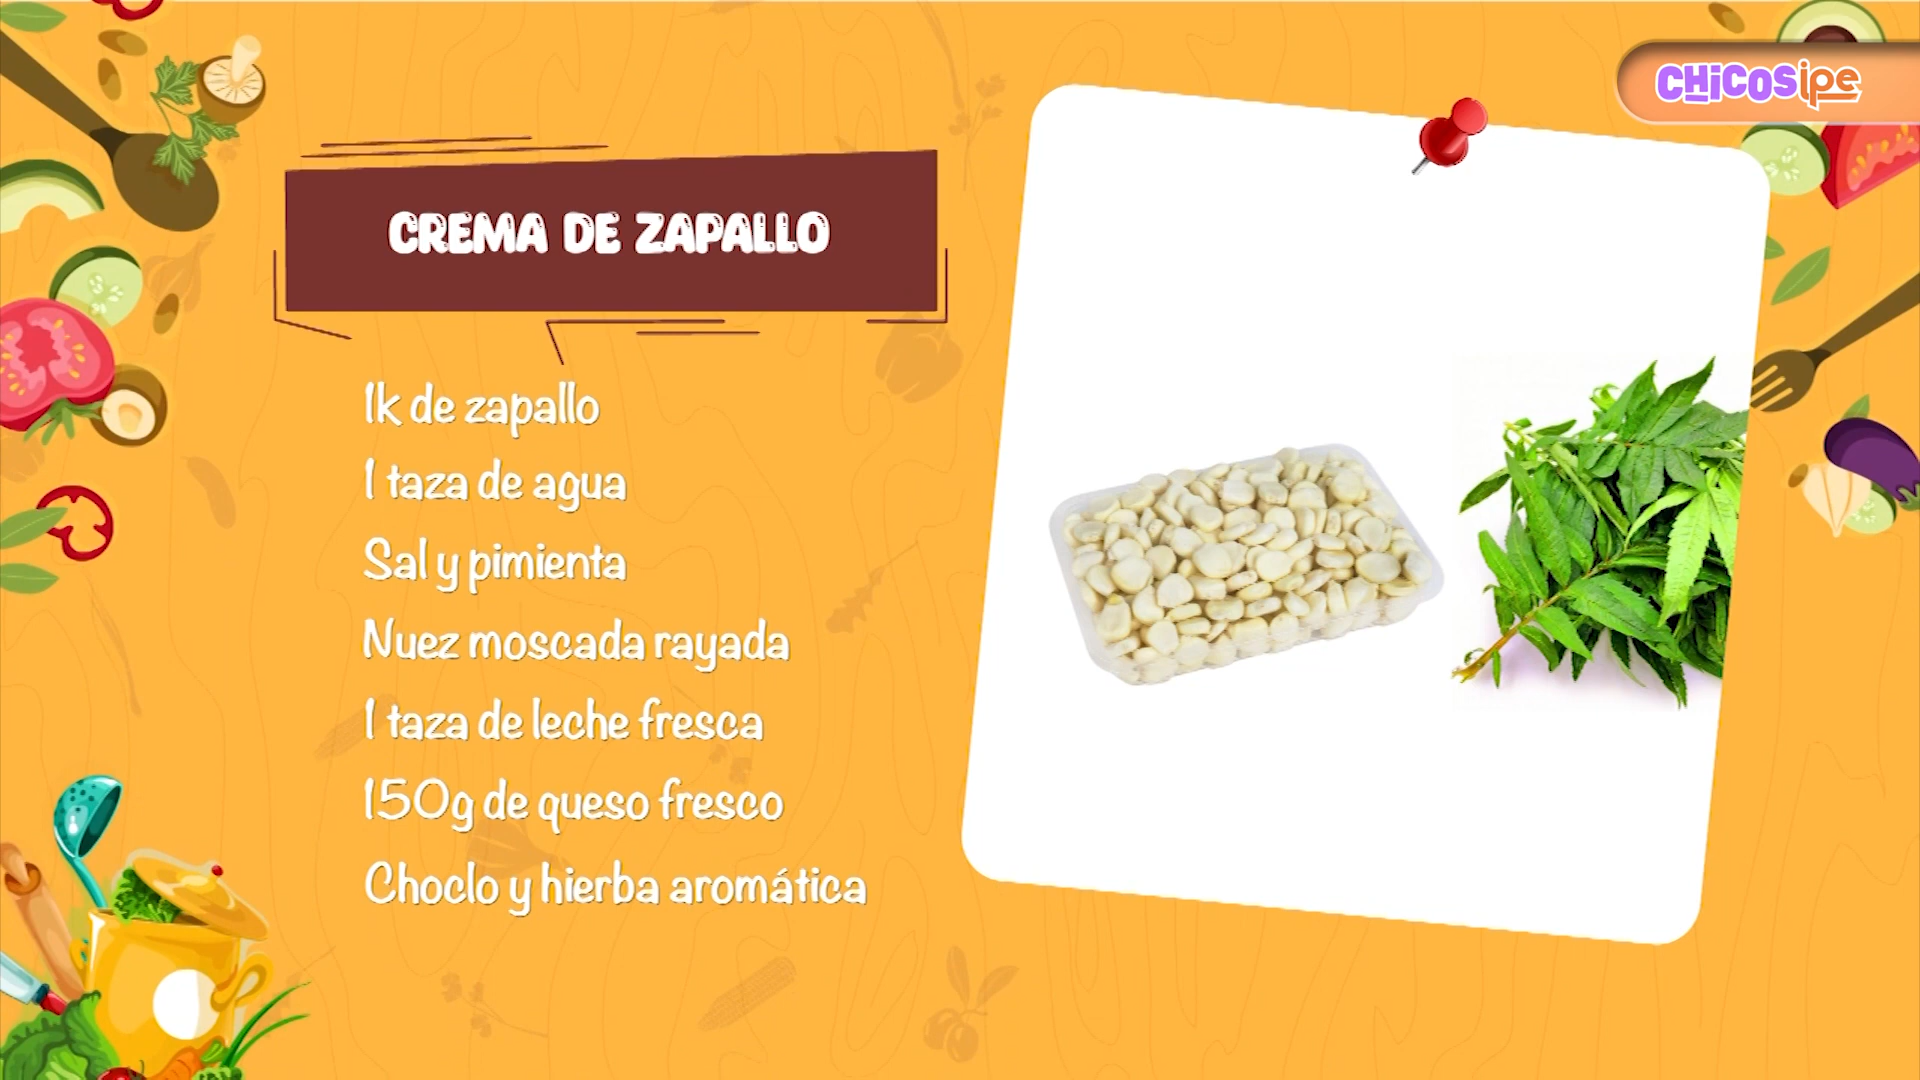 CHiCOSipe
CREMA DE ZAPALLO
1k de zapallo
1 taza de agua
Sal y pimienta
Nuez moscada rayada
1 taza de leche fresca
150g de queso fresco
Choclo y hierba aromática